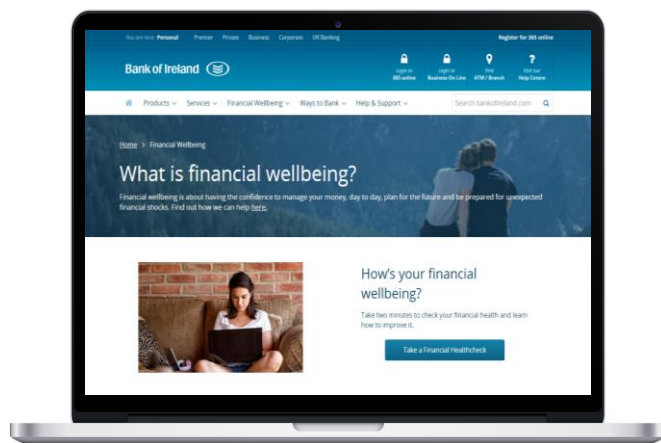 You are here: Personal Premier Private Business Corporate UK Banking Register for 365 online
Bank of Ireland
Login to 365 online
Login to Business On Line
Find ATM / Branch
Visit our Help Centre
Products Services Financial Wellbeing Ways to Bank Help & Support Search bankofireland.com
Home > Financial Wellbeing
What is financial wellbeing?
Financial wellbeing is about having the confidence to manage your money, day to day, plan for the future and be prepared for unexpected
financial stocks. Find out how we can help here.
How's your financial
wellbeing?
Take two minutes to check your financial health and learn
how to improve it.
Take a Financial Healthcheck